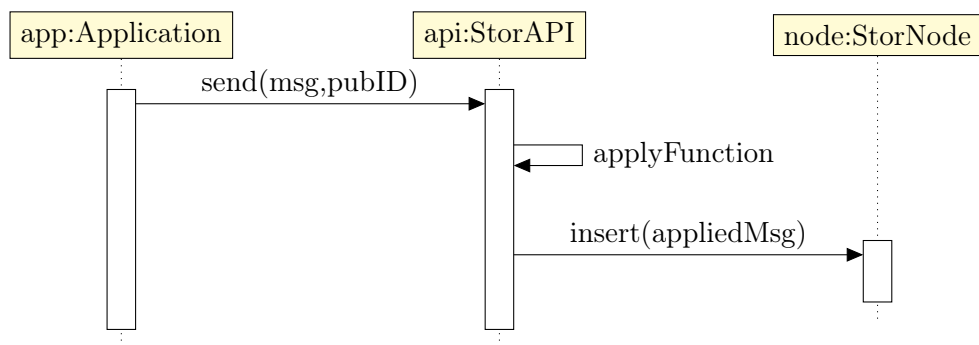 app:Application
api:StorAPI
node:StorNode
send(msg,pubID)
applyFunction
insert(appliedMsg)